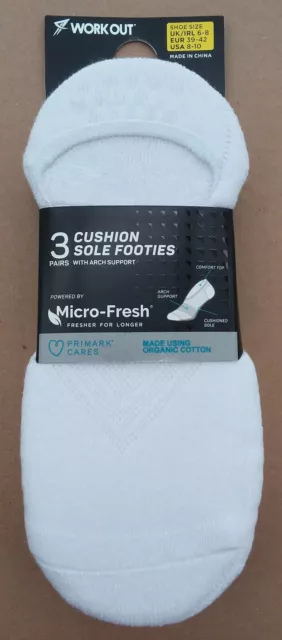 WORK OUT
SHOE SIZE
UK/IRL 6-8
EUR 39-42
USA 8-10
MADE IN CHINA
3 PAIRS
CUSHION
SOLE FOOTIES
WITH ARCH SUPPORT
COMFORT TOP
ARCH
SUPPORT
CUSHIONED
SOLE
POWERED BY
Micro-Fresh®
FRESHER FOR LONGER
PRIMARK®
CARES
MADE USING
ORGANIC COTTON